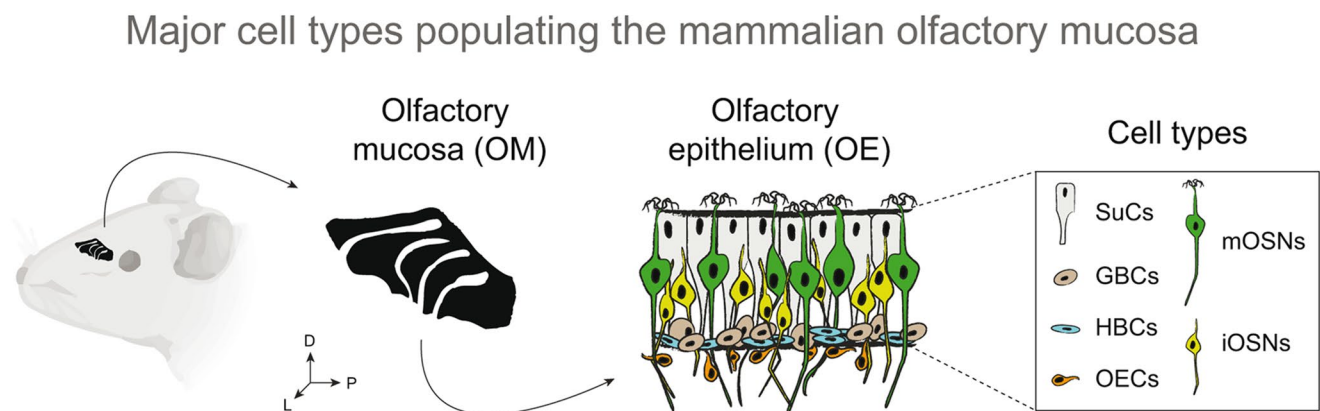 Major cell types populating the mammalian olfactory mucosa
Olfactory
mucosa (OM)
Olfactory
epithelium (OE)
Cell types
SuCs
mOSNs
GBCs
HBCs
iOSNs
OECs
D
P
L